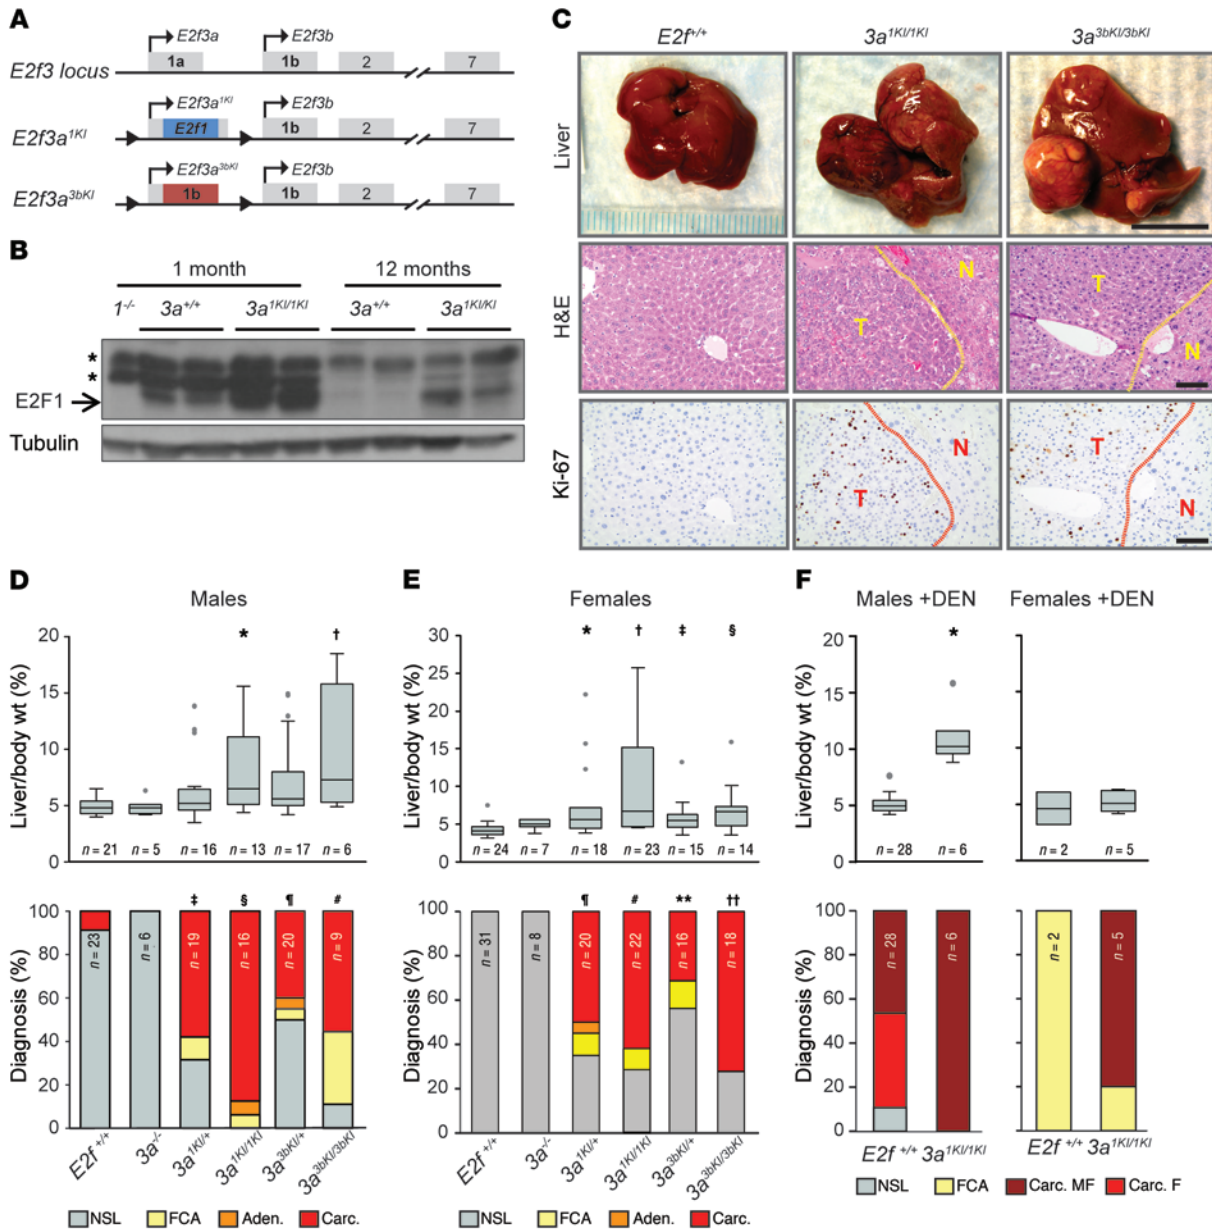 A
E2f3 locus
E2f3a
E2f3b
1a
1b
2
7
E2f3a1KI
E2f3a1KI
E2f3b
E2f1
1b
2
7
E2f3a3bKI
E2f3a3bKI
E2f3b
1b
1b
2
7
B
1 month
12 months
1-/-
3a+/+
3a1KI/1KI
3a+/+
3a1KI/KI
*
*
E2F1
Tubulin
C
E2f+/+
3a1KI/1KI
3a3bKI/3bKI
Liver
H&E
T
N
T
N
Ki-67
T
N
T
N
D
Males
Liver/body wt (%)
20
15
10
5
0
*
†
n = 21
n = 5
n = 16
n = 13
n = 17
n = 6
Diagnosis (%)
100
80
60
40
20
0
‡
§
¶
#
n = 23
n = 6
n = 19
n = 16
n = 20
n = 9
E2f+/+
3a-/-
3a1KI/+
3a1KI/1KI
3a3bKI/+
3a3bKI/3bKI
NSL
FCA
Aden.
Carc.
E
Females
Liver/body wt (%)
30
25
20
15
10
5
0
*
†
‡
§
n = 24
n = 7
n = 18
n = 23
n = 15
n = 14
Diagnosis (%)
100
80
60
40
20
0
¶
#
**
††
n = 31
n = 8
n = 20
n = 22
n = 16
n = 18
E2f+/+
3a-/-
3a1KI/+
3a1KI/1KI
3a3bKI/+
3a3bKI/3bKI
NSL
FCA
Aden.
Carc.
F
Males +DEN
Females +DEN
Liver/body wt (%)
20
15
10
5
0
*
n = 28
n = 6
n = 2
n = 5
Diagnosis (%)
100
80
60
40
20
0
n = 28
n = 6
n = 2
n = 5
E2f+/+
3a1KI/1KI
E2f+/+
3a1KI/1KI
NSL
FCA
Carc. MF
Carc. F